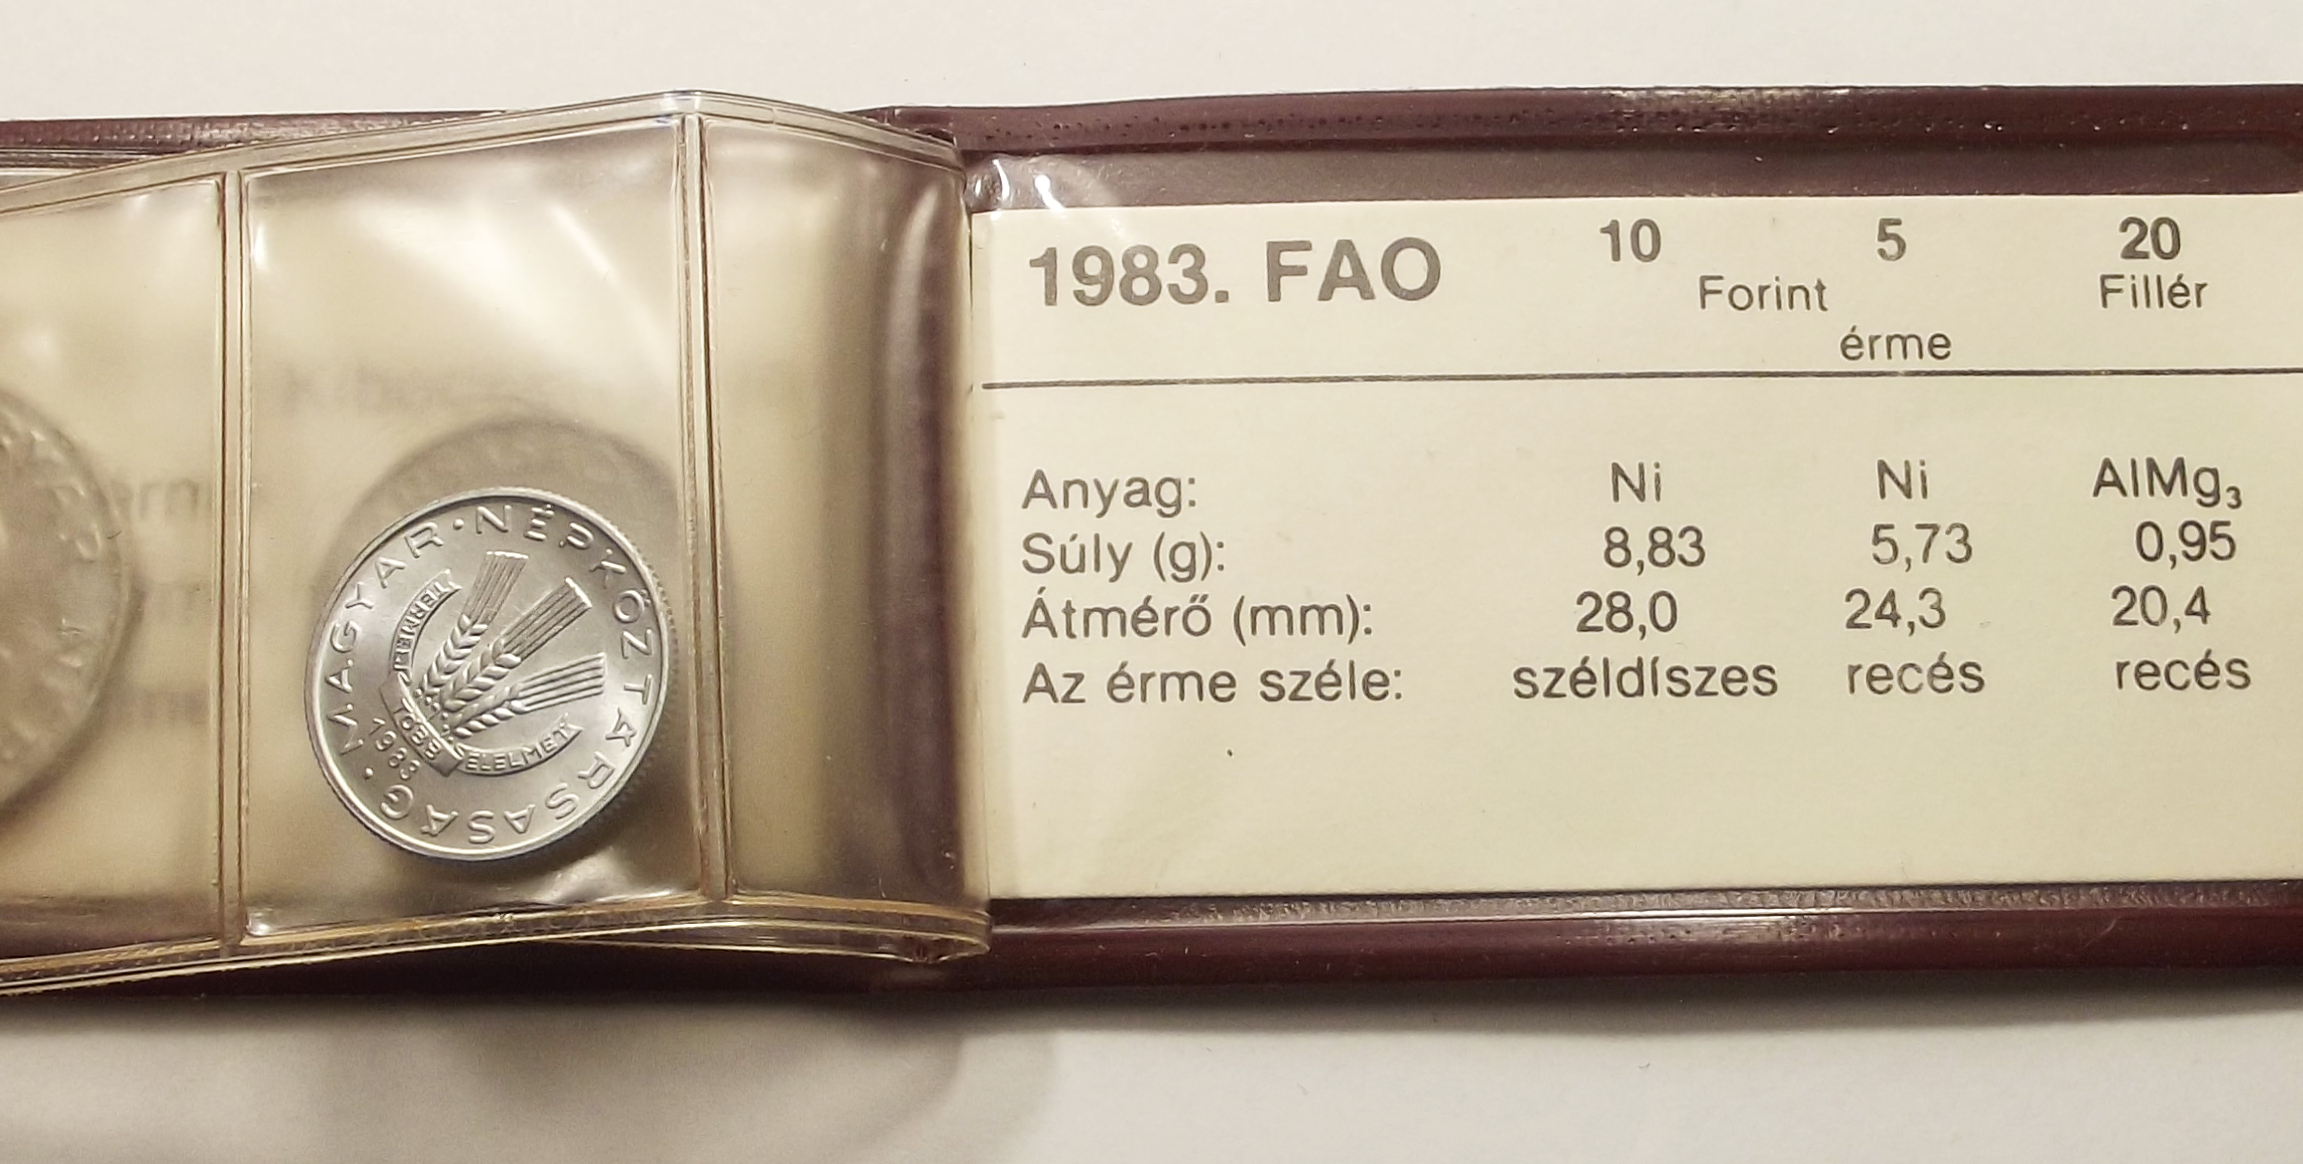 MAGYAR · NÉPKÖZTÁRSASÁG ·
TERMELJ
TÖBB
ÉLELMET
1983
1983. FAO
10 5 20
Forint Fillér
érme
Anyag: Ni Ni AlMg₃
Súly (g): 8,83 5,73 0,95
Átmérő (mm): 28,0 24,3 20,4
Az érme széle: széldíszes recés recés